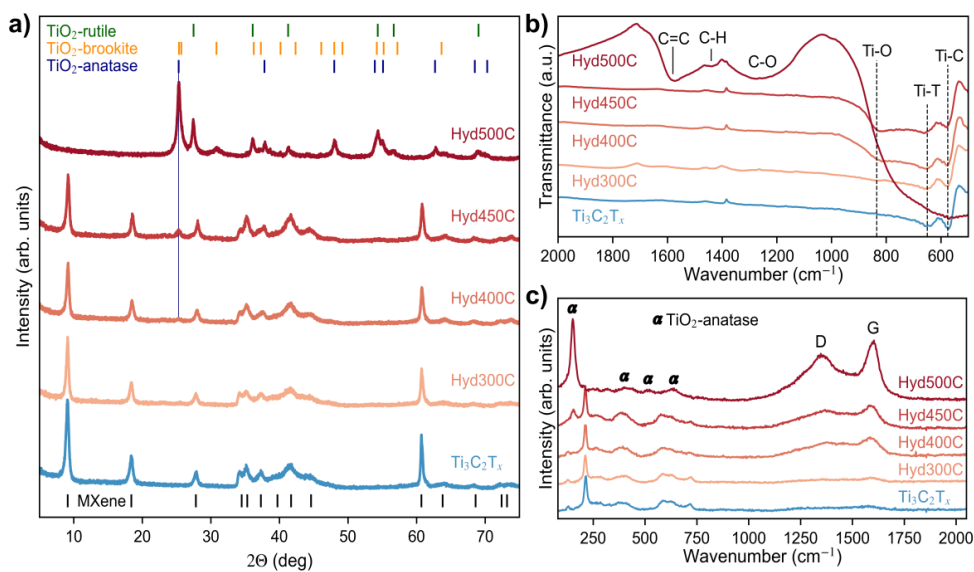 a)
TiO₂-rutile
TiO₂-brookite
TiO₂-anatase
Hyd500C
Hyd450C
Hyd400C
Hyd300C
Ti₃C₂Tₓ
MXene
Intensity (arb. units)
10 20 30 40 50 60 70
2Θ (deg)
b)
C=C
C-H
C-O
Ti-O
Ti-T
Ti-C
Hyd500C
Hyd450C
Hyd400C
Hyd300C
Ti₃C₂Tₓ
Transmittance (a.u.)
2000 1800 1600 1400 1200 1000 800 600
Wavenumber (cm⁻¹)
c)
α
α TiO₂-anatase
α α α
D
G
Hyd500C
Hyd450C
Hyd400C
Hyd300C
Ti₃C₂Tₓ
Intensity (arb. units)
250 500 750 1000 1250 1500 1750 2000
Wavenumber (cm⁻¹)